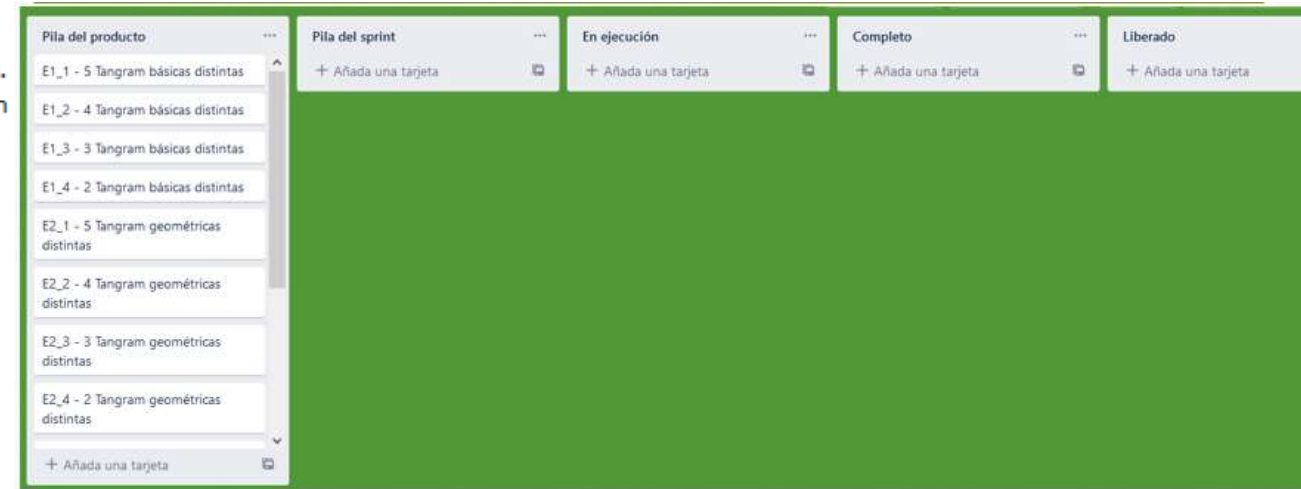 Pila del producto ...
E1_1 - 5 Tangram básicas distintas
E1_2 - 4 Tangram básicas distintas
E1_3 - 3 Tangram básicas distintas
E1_4 - 2 Tangram básicas distintas
E2_1 - 5 Tangram geométricas
distintas
E2_2 - 4 Tangram geométricas
distintas
E2_3 - 3 Tangram geométricas
distintas
E2_4 - 2 Tangram geométricas
distintas
+ Añada una tarjeta
Pila del sprint ...
+ Añada una tarjeta
En ejecución ...
+ Añada una tarjeta
Completo ...
+ Añada una tarjeta
Liberado
+ Añada una tarjeta